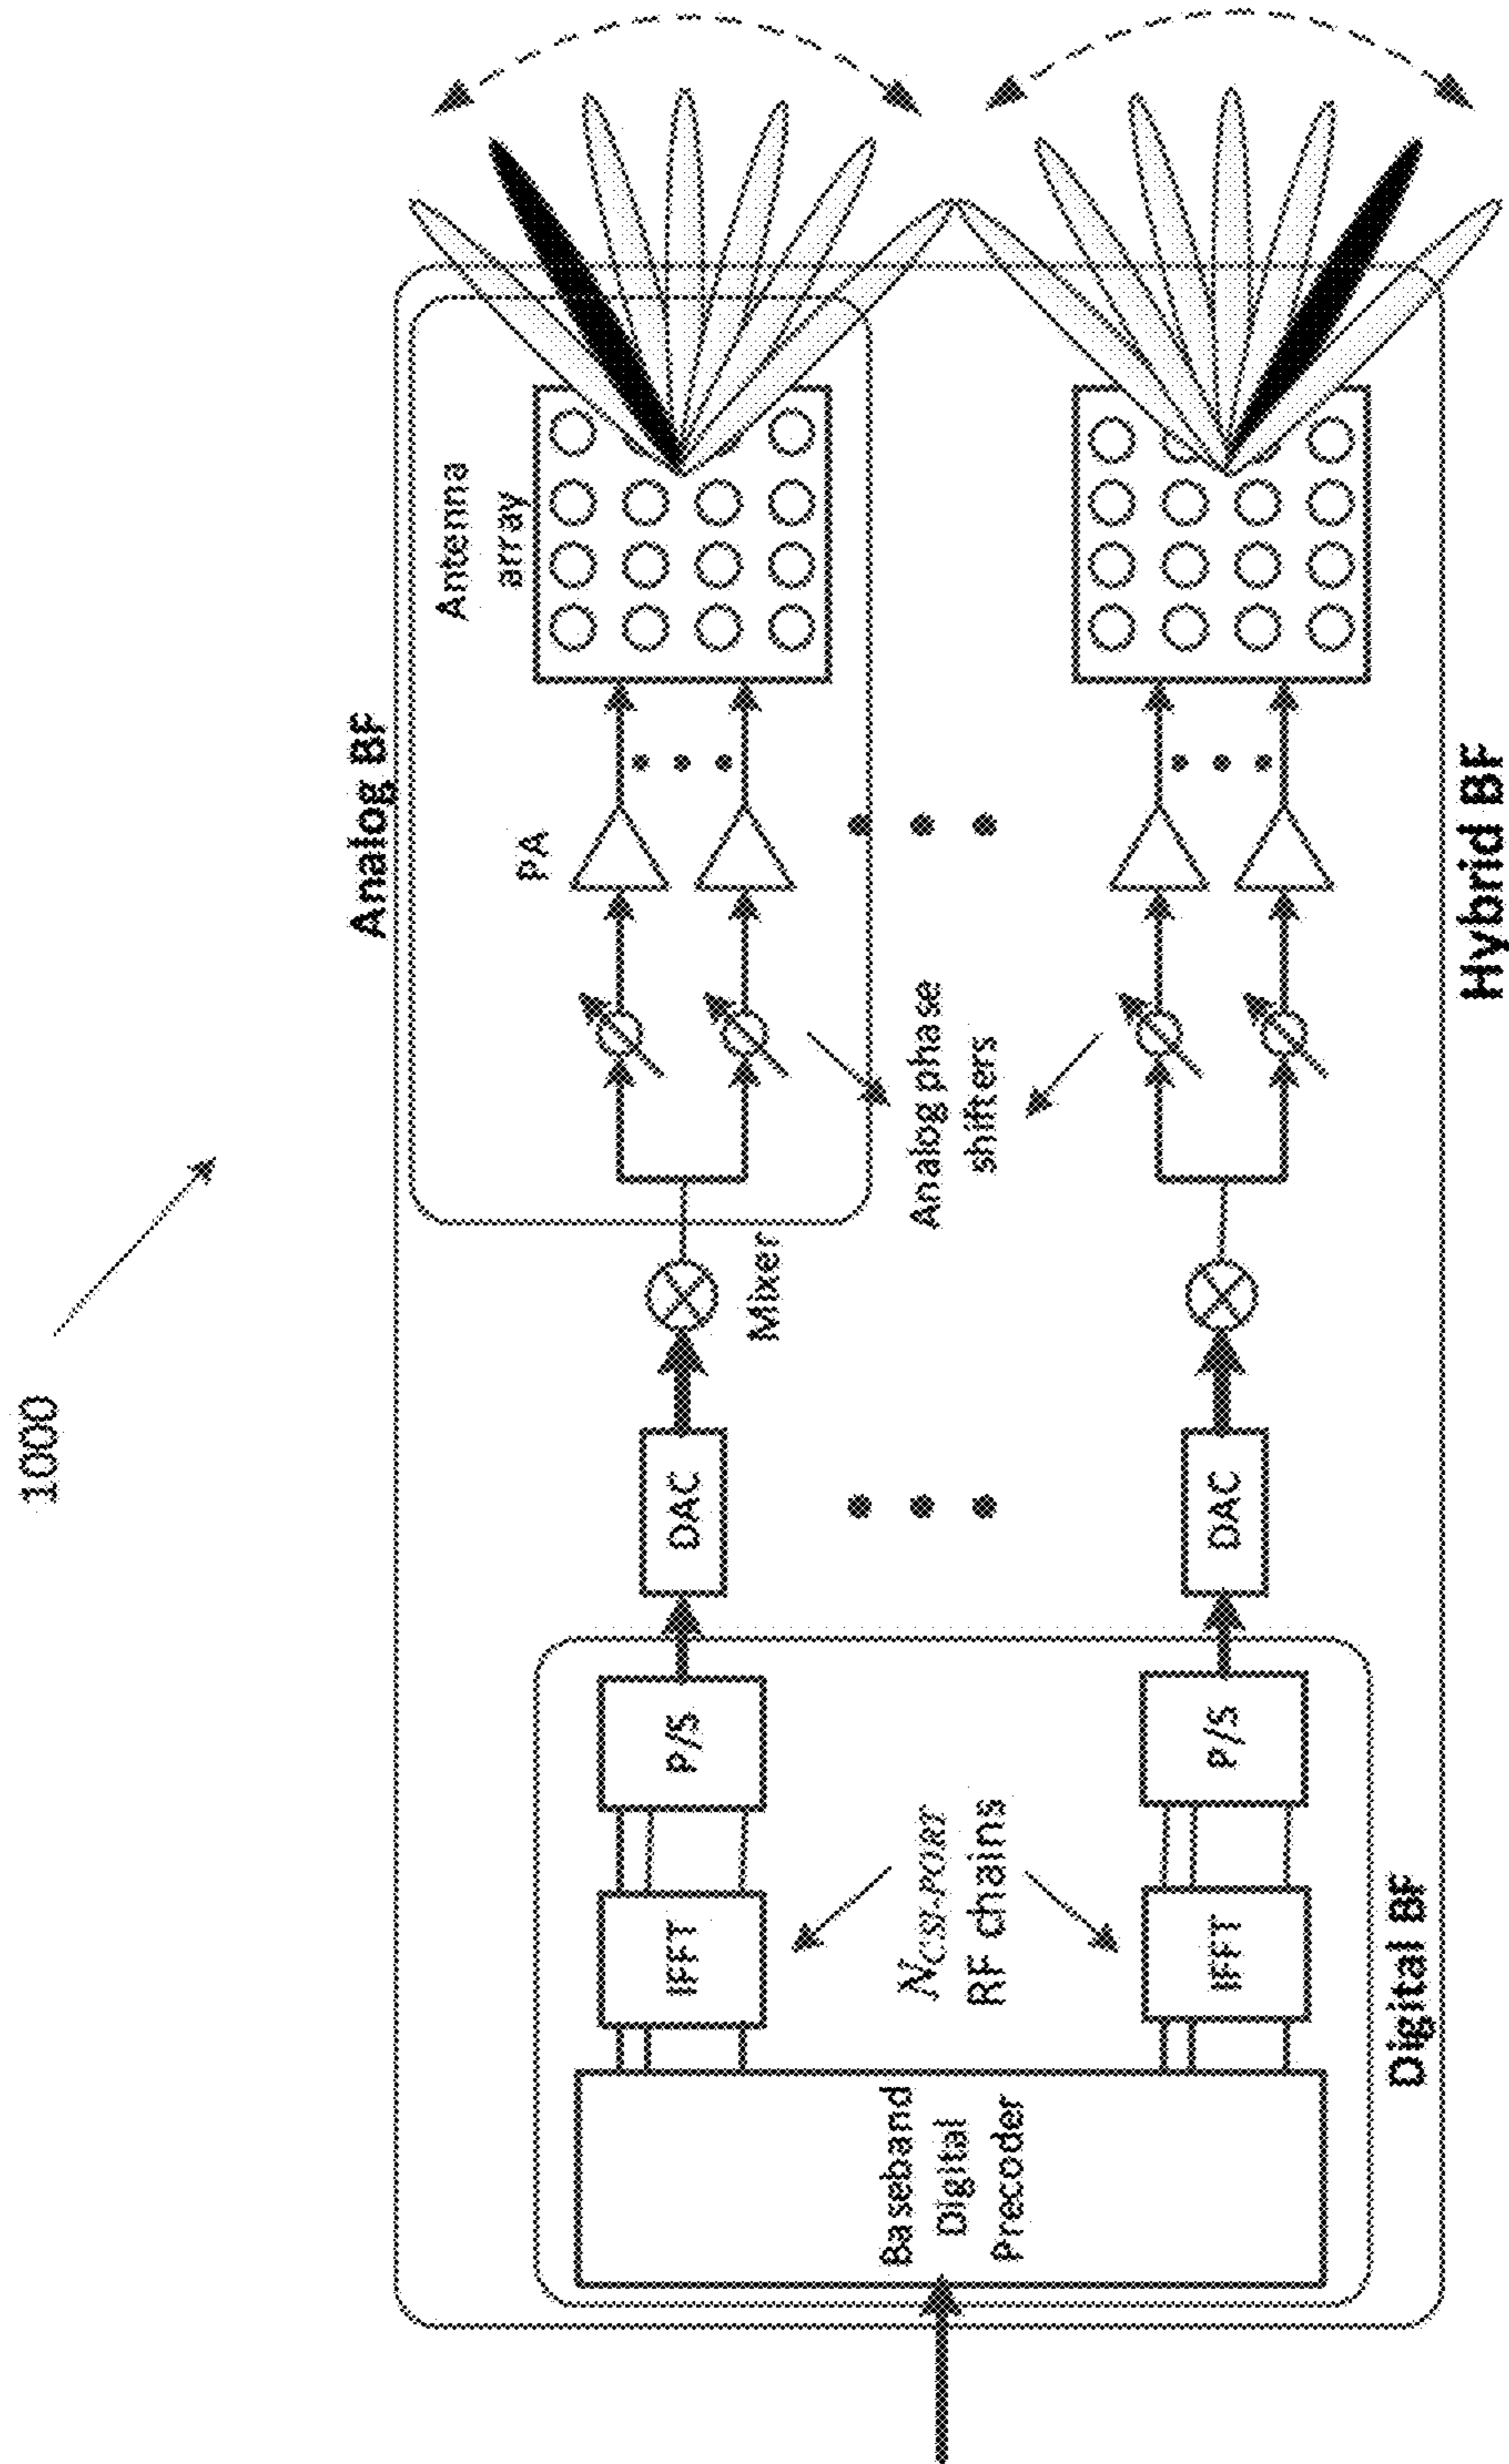 1000
Analog BF
Antenna
array
PA
Mixer
Analog phase
shifters
DAC
DAC
P/S
P/S
IFFT
IFFT
N_CSI-PORT
RF chains
Baseband
Digital
Precoder
Digital BF
Hybrid BF